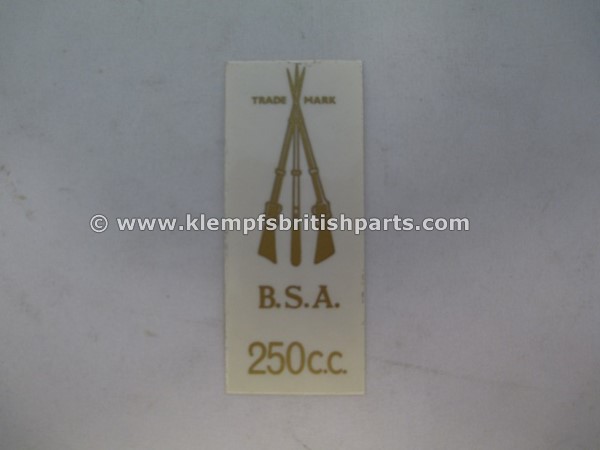 TRADE MARK
© www.klempfsbritishparts.com
B.S.A.
250c.c.